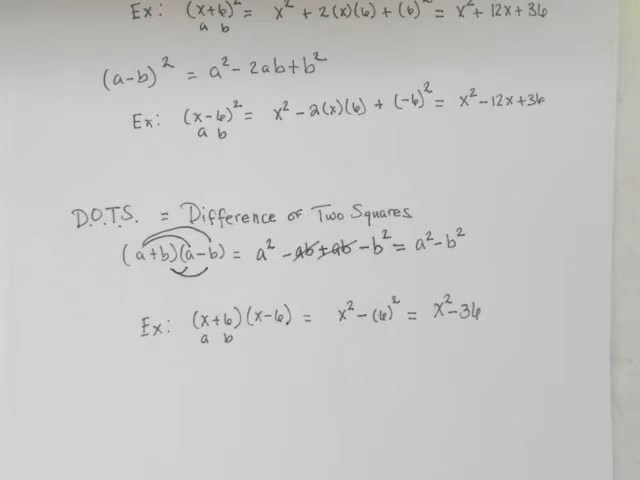 Ex: (x+6)² = x² + 2(x)(6) + (6)² = x² + 12x + 36
a b
(a-b)² = a² - 2ab + b²
Ex: (x-6)² = x² - 2(x)(6) + (-6)² = x² - 12x + 36
a b
D.O.T.S. = Difference of Two Squares
(a+b)(a-b) = a² - ab + ab - b² = a² - b²
Ex: (x+6)(x-6) = x² - (6)² = x² - 36
a b